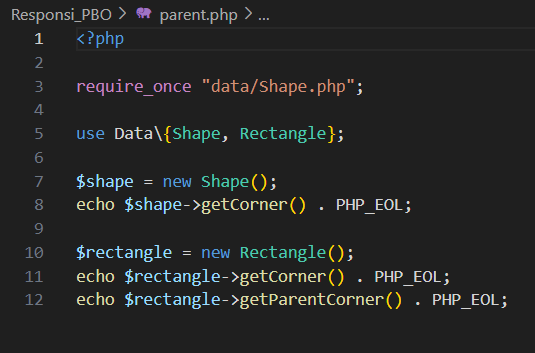 Responsi_PBO > parent.php > ...
1 <?php
2
3 require_once "data/Shape.php";
4
5 use Data\{Shape, Rectangle};
6
7 $shape = new Shape();
8 echo $shape->getCorner() . PHP_EOL;
9
10 $rectangle = new Rectangle();
11 echo $rectangle->getCorner() . PHP_EOL;
12 echo $rectangle->getParentCorner() . PHP_EOL;